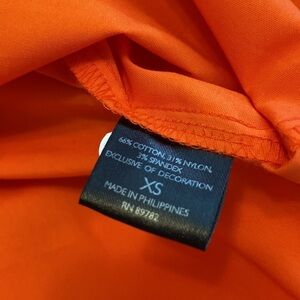 66% COTTON, 31% NYLON,
3% SPANDEX
EXCLUSIVE OF DECORATION
XS
MADE IN PHILIPPINES
RN 89782